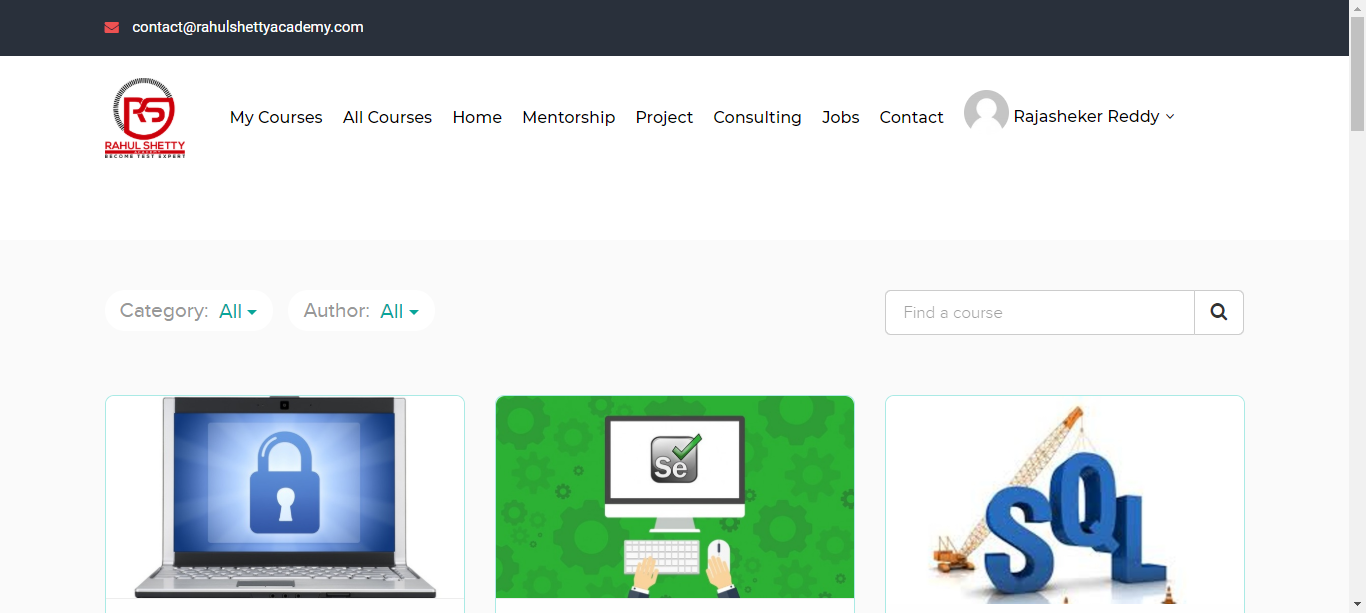 contact@rahulshettyacademy.com
RS
RAHUL SHETTY
ACADEMY
BECOME TEST EXPERT
My Courses All Courses Home Mentorship Project Consulting Jobs Contact Rajasheker Reddy
Category: All Author: All Find a course
Se
SQL